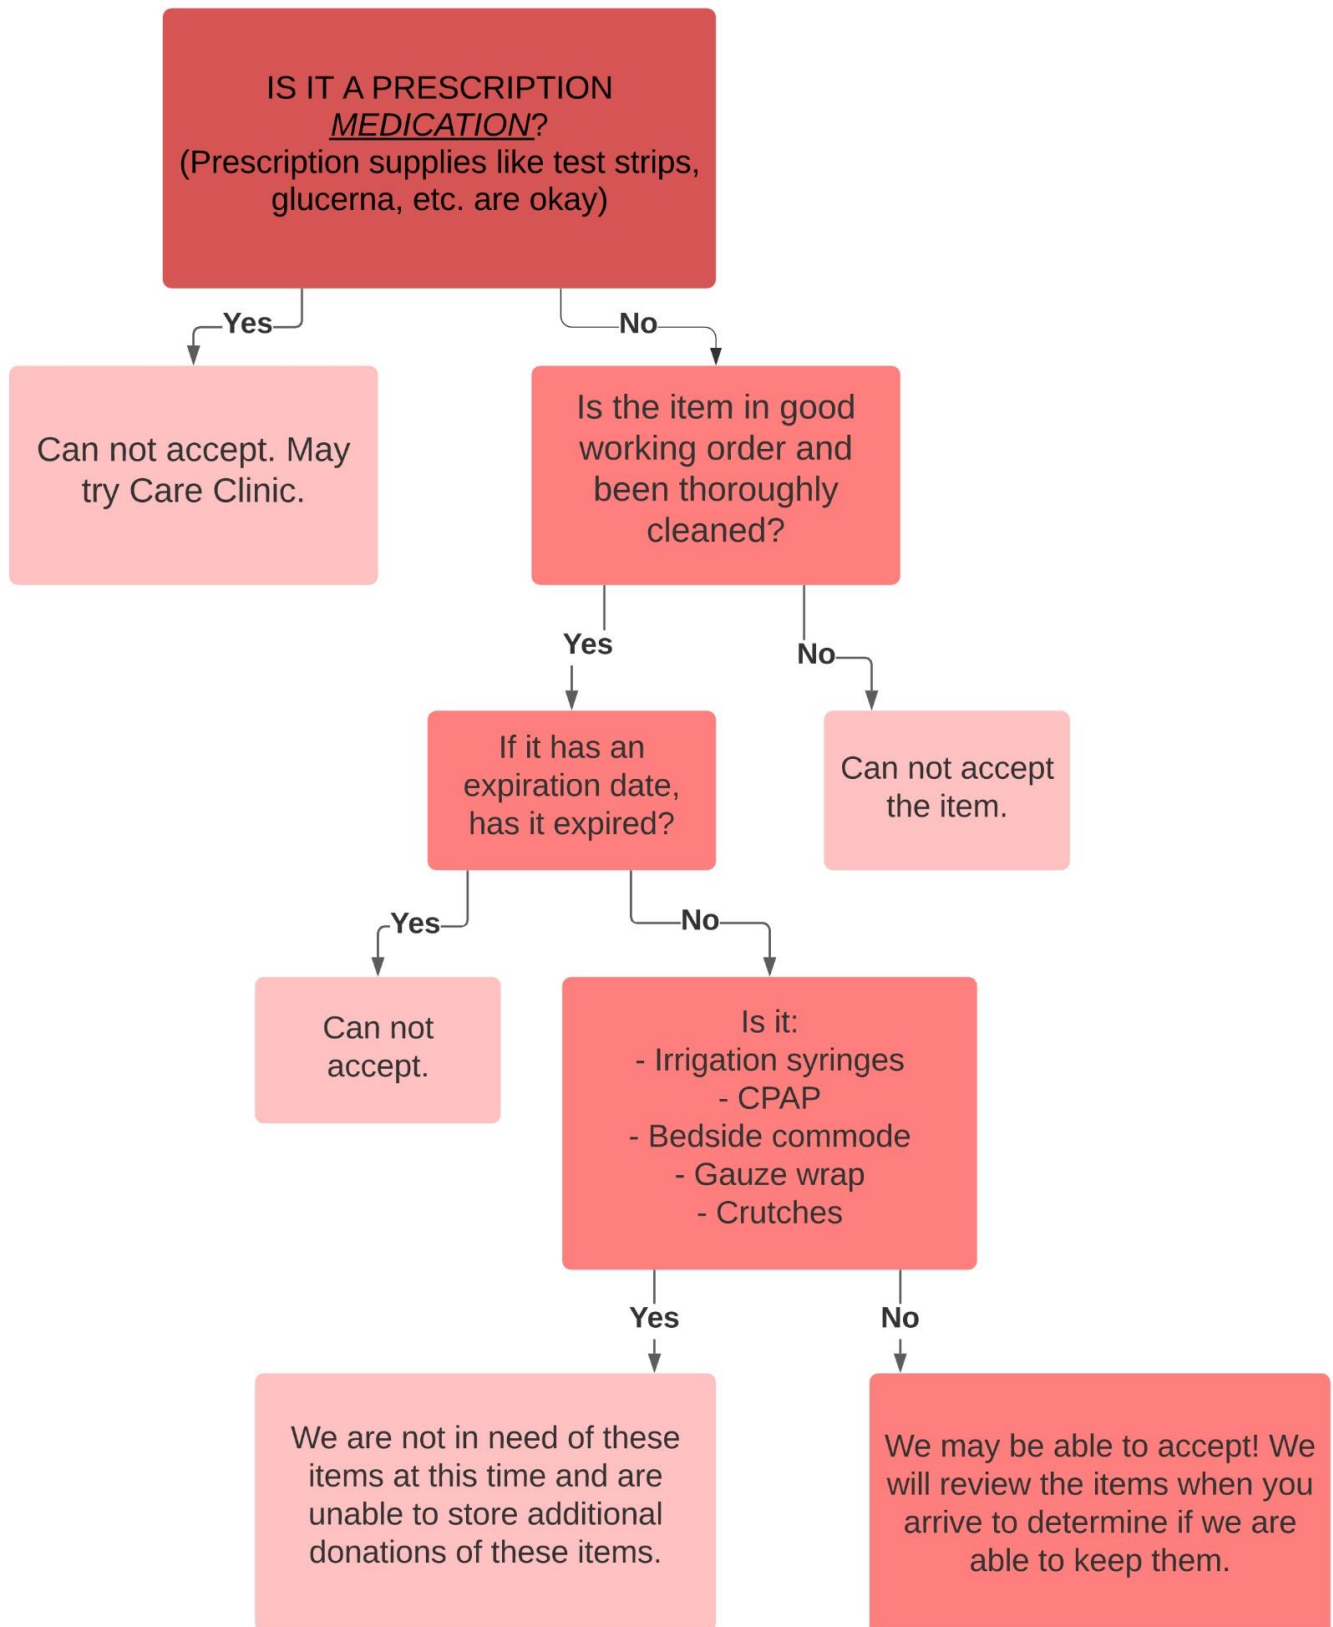 IS IT A PRESCRIPTION
MEDICATION?
(Prescription supplies like test strips,
glucerna, etc. are okay)
Yes
No
Can not accept. May
try Care Clinic.
Is the item in good
working order and
been thoroughly
cleaned?
Yes
No
If it has an
expiration date,
has it expired?
Can not accept
the item.
Yes
No
Can not
accept.
Is it:
- Irrigation syringes
- CPAP
- Bedside commode
- Gauze wrap
- Crutches
Yes
No
We are not in need of these
items at this time and are
unable to store additional
donations of these items.
We may be able to accept! We
will review the items when you
arrive to determine if we are
able to keep them.